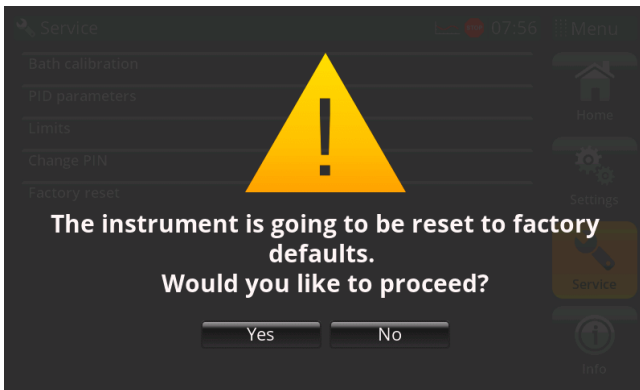 Service
07:56
Menu
Bath calibration
PID parameters
Limits
Change PIN
Factory reset
Home
Settings
Service
Info
!
The instrument is going to be reset to factory
defaults.
Would you like to proceed?
Yes
No